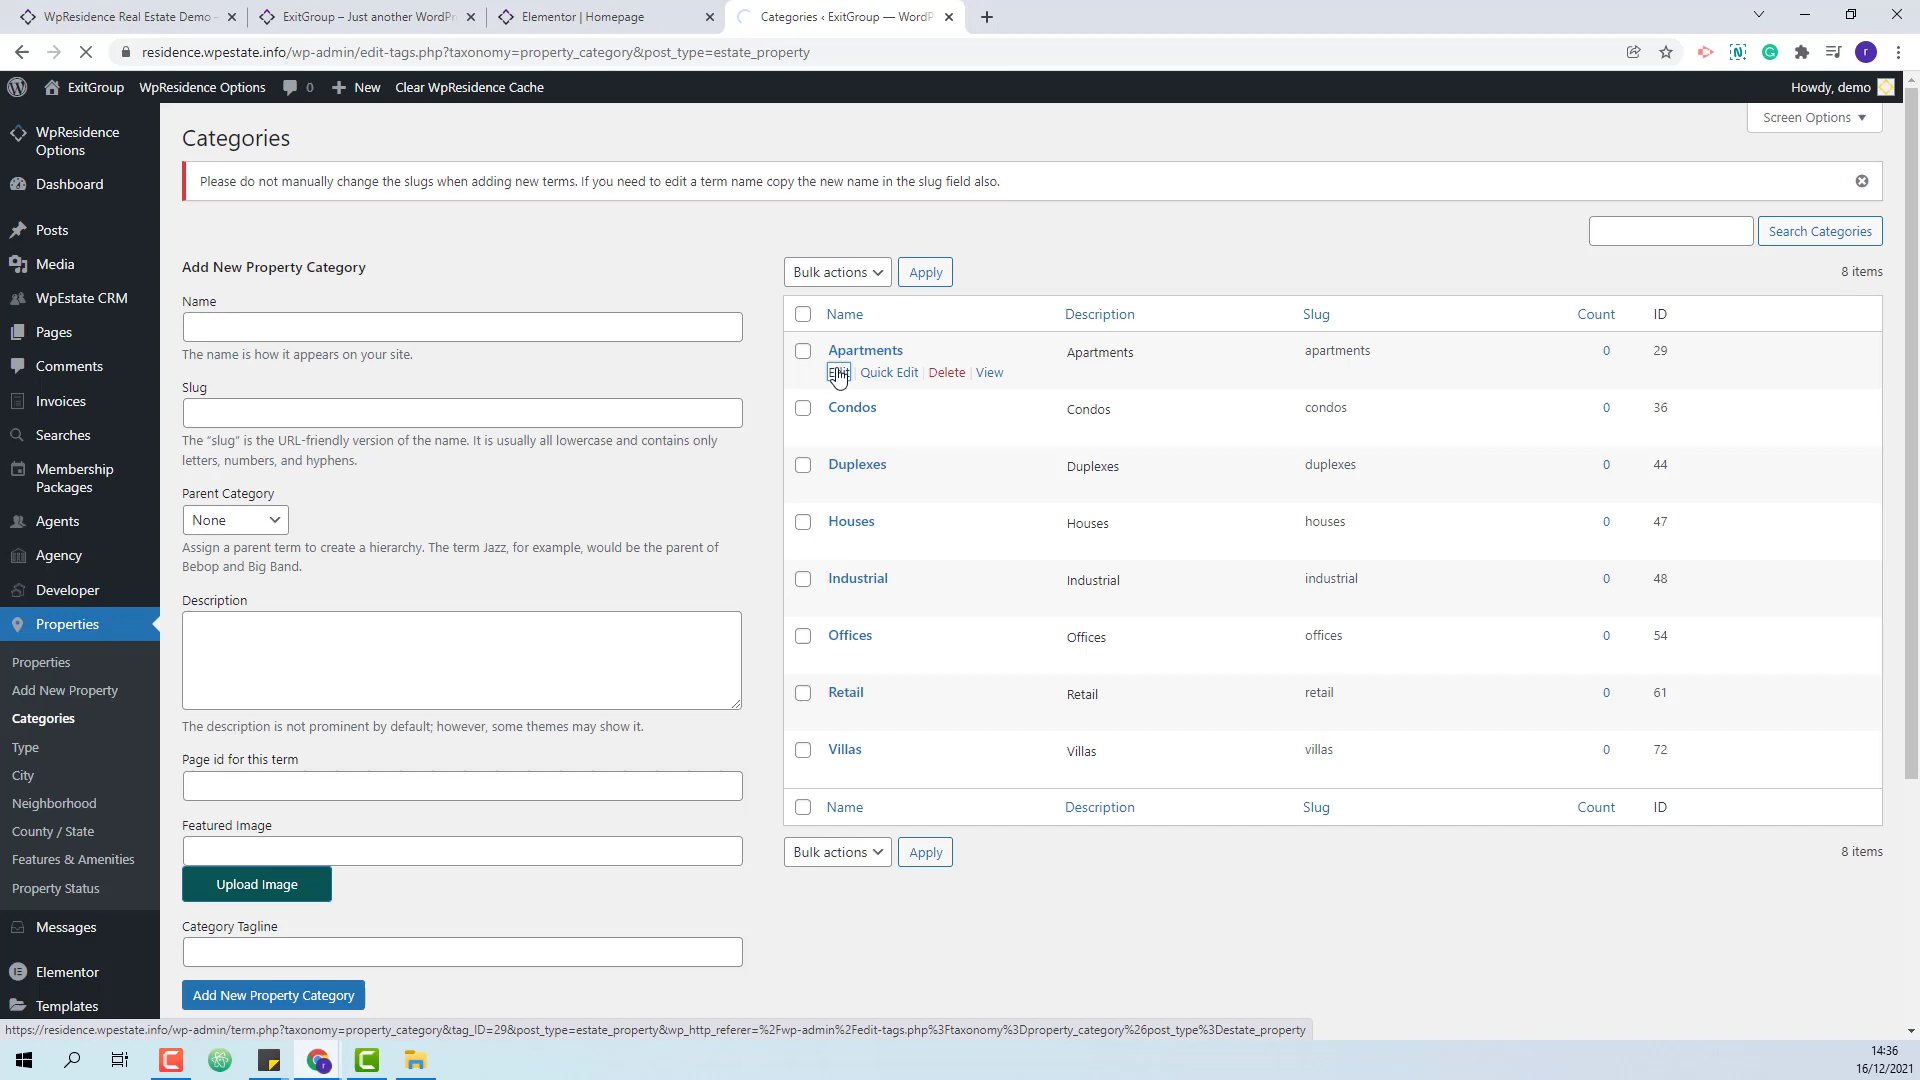 WpResidence Real Estate Demo -
ExitGroup – Just another WordPr
Elementor | Homepage
Categories ‹ ExitGroup — WordP
residence.wpestate.info/wp-admin/edit-tags.php?taxonomy=property_category&post_type=estate_property
r
ExitGroup
WpResidence Options
0
New
Clear WpResidence Cache
Howdy, demo
WpResidence
Options
Dashboard
Posts
Media
WpEstate CRM
Pages
Comments
Invoices
Searches
Membership
Packages
Agents
Agency
Developer
Properties
Properties
Add New Property
Categories
Type
City
Neighborhood
County / State
Features & Amenities
Property Status
Messages
Elementor
Templates
Screen Options
Categories
Please do not manually change the slugs when adding new terms. If you need to edit a term name copy the new name in the slug field also.
Search Categories
Add New Property Category
Name
The name is how it appears on your site.
Slug
The “slug” is the URL-friendly version of the name. It is usually all lowercase and contains only
letters, numbers, and hyphens.
Parent Category
None
Assign a parent term to create a hierarchy. The term Jazz, for example, would be the parent of
Bebop and Big Band.
Description
The description is not prominent by default; however, some themes may show it.
Page id for this term
Featured Image
Upload Image
Category Tagline
Add New Property Category
Bulk actions
Apply
8 items
Name Description Slug Count ID
Apartments Apartments apartments 0 29
Edit | Quick Edit | Delete | View
Condos Condos condos 0 36
Duplexes Duplexes duplexes 0 44
Houses Houses houses 0 47
Industrial Industrial industrial 0 48
Offices Offices offices 0 54
Retail Retail retail 0 61
Villas Villas villas 0 72
Name Description Slug Count ID
Bulk actions
Apply
8 items
https://residence.wpestate.info/wp-admin/term.php?taxonomy=property_category&tag_ID=29&post_type=estate_property&wp_http_referer=%2Fwp-admin%2Fedit-tags.php%3Ftaxonomy%3Dproperty_category%26post_type%3Destate_property
14:36
16/12/2021